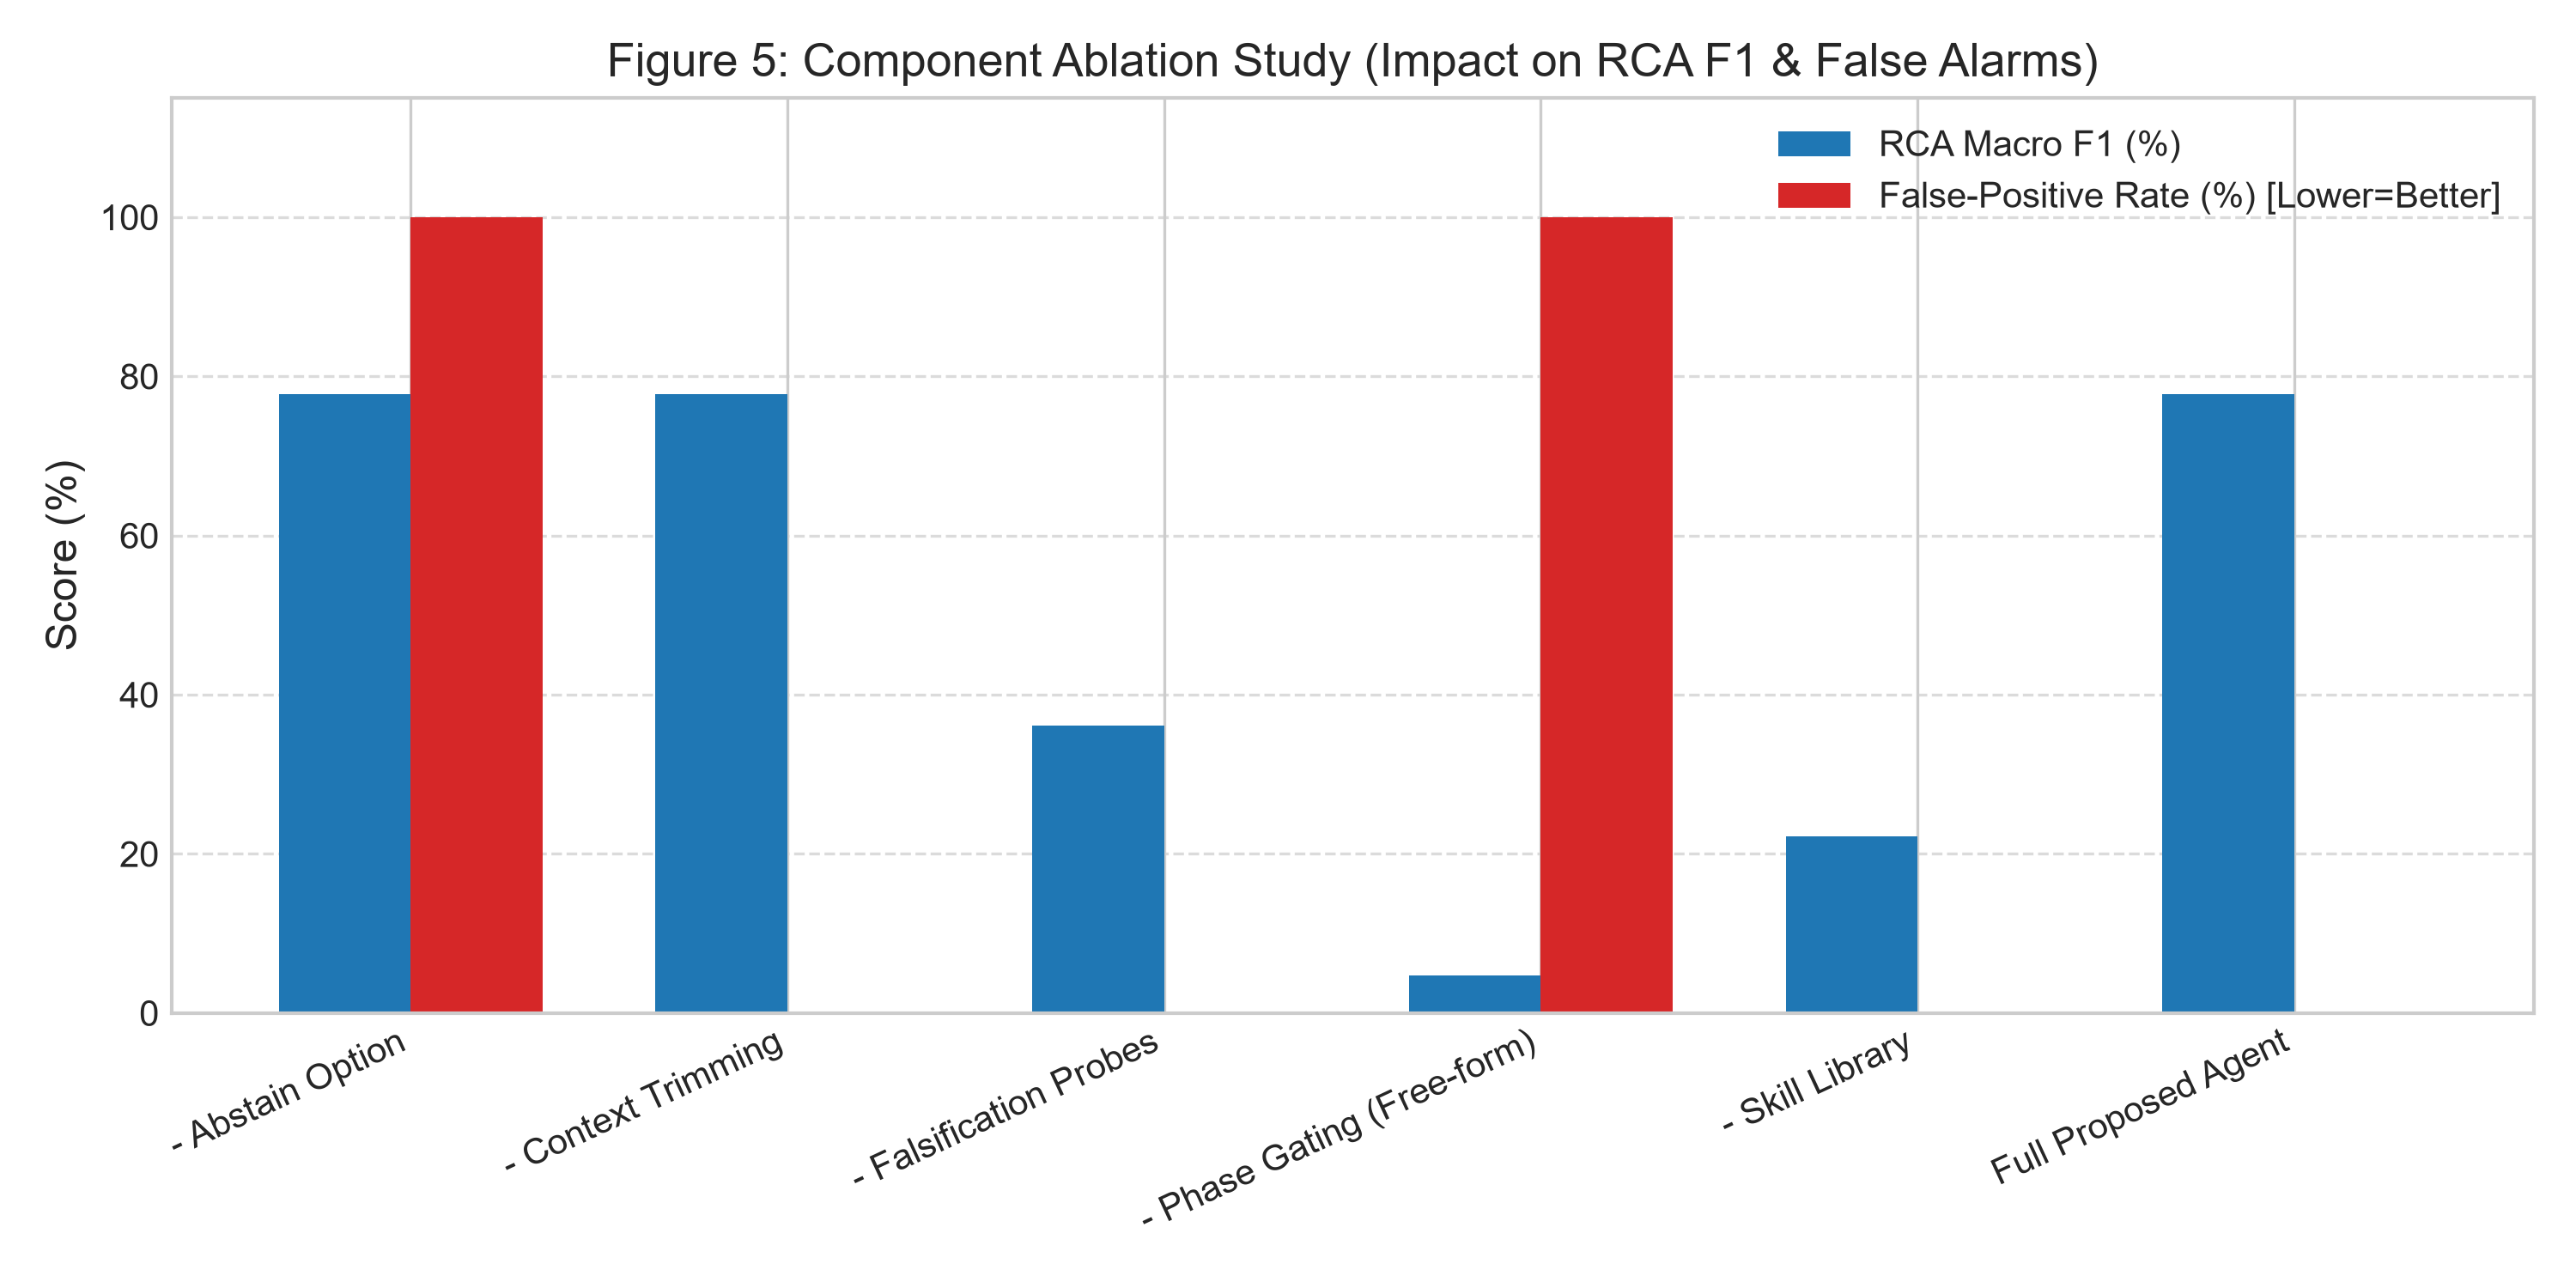 Figure 5: Component Ablation Study (Impact on RCA F1 & False Alarms)
RCA Macro F1 (%)
False-Positive Rate (%) [Lower=Better]
Score (%)
100
80
60
40
20
0
- Abstain Option
- Context Trimming
- Falsification Probes
- Phase Gating (Free-form)
- Skill Library
Full Proposed Agent